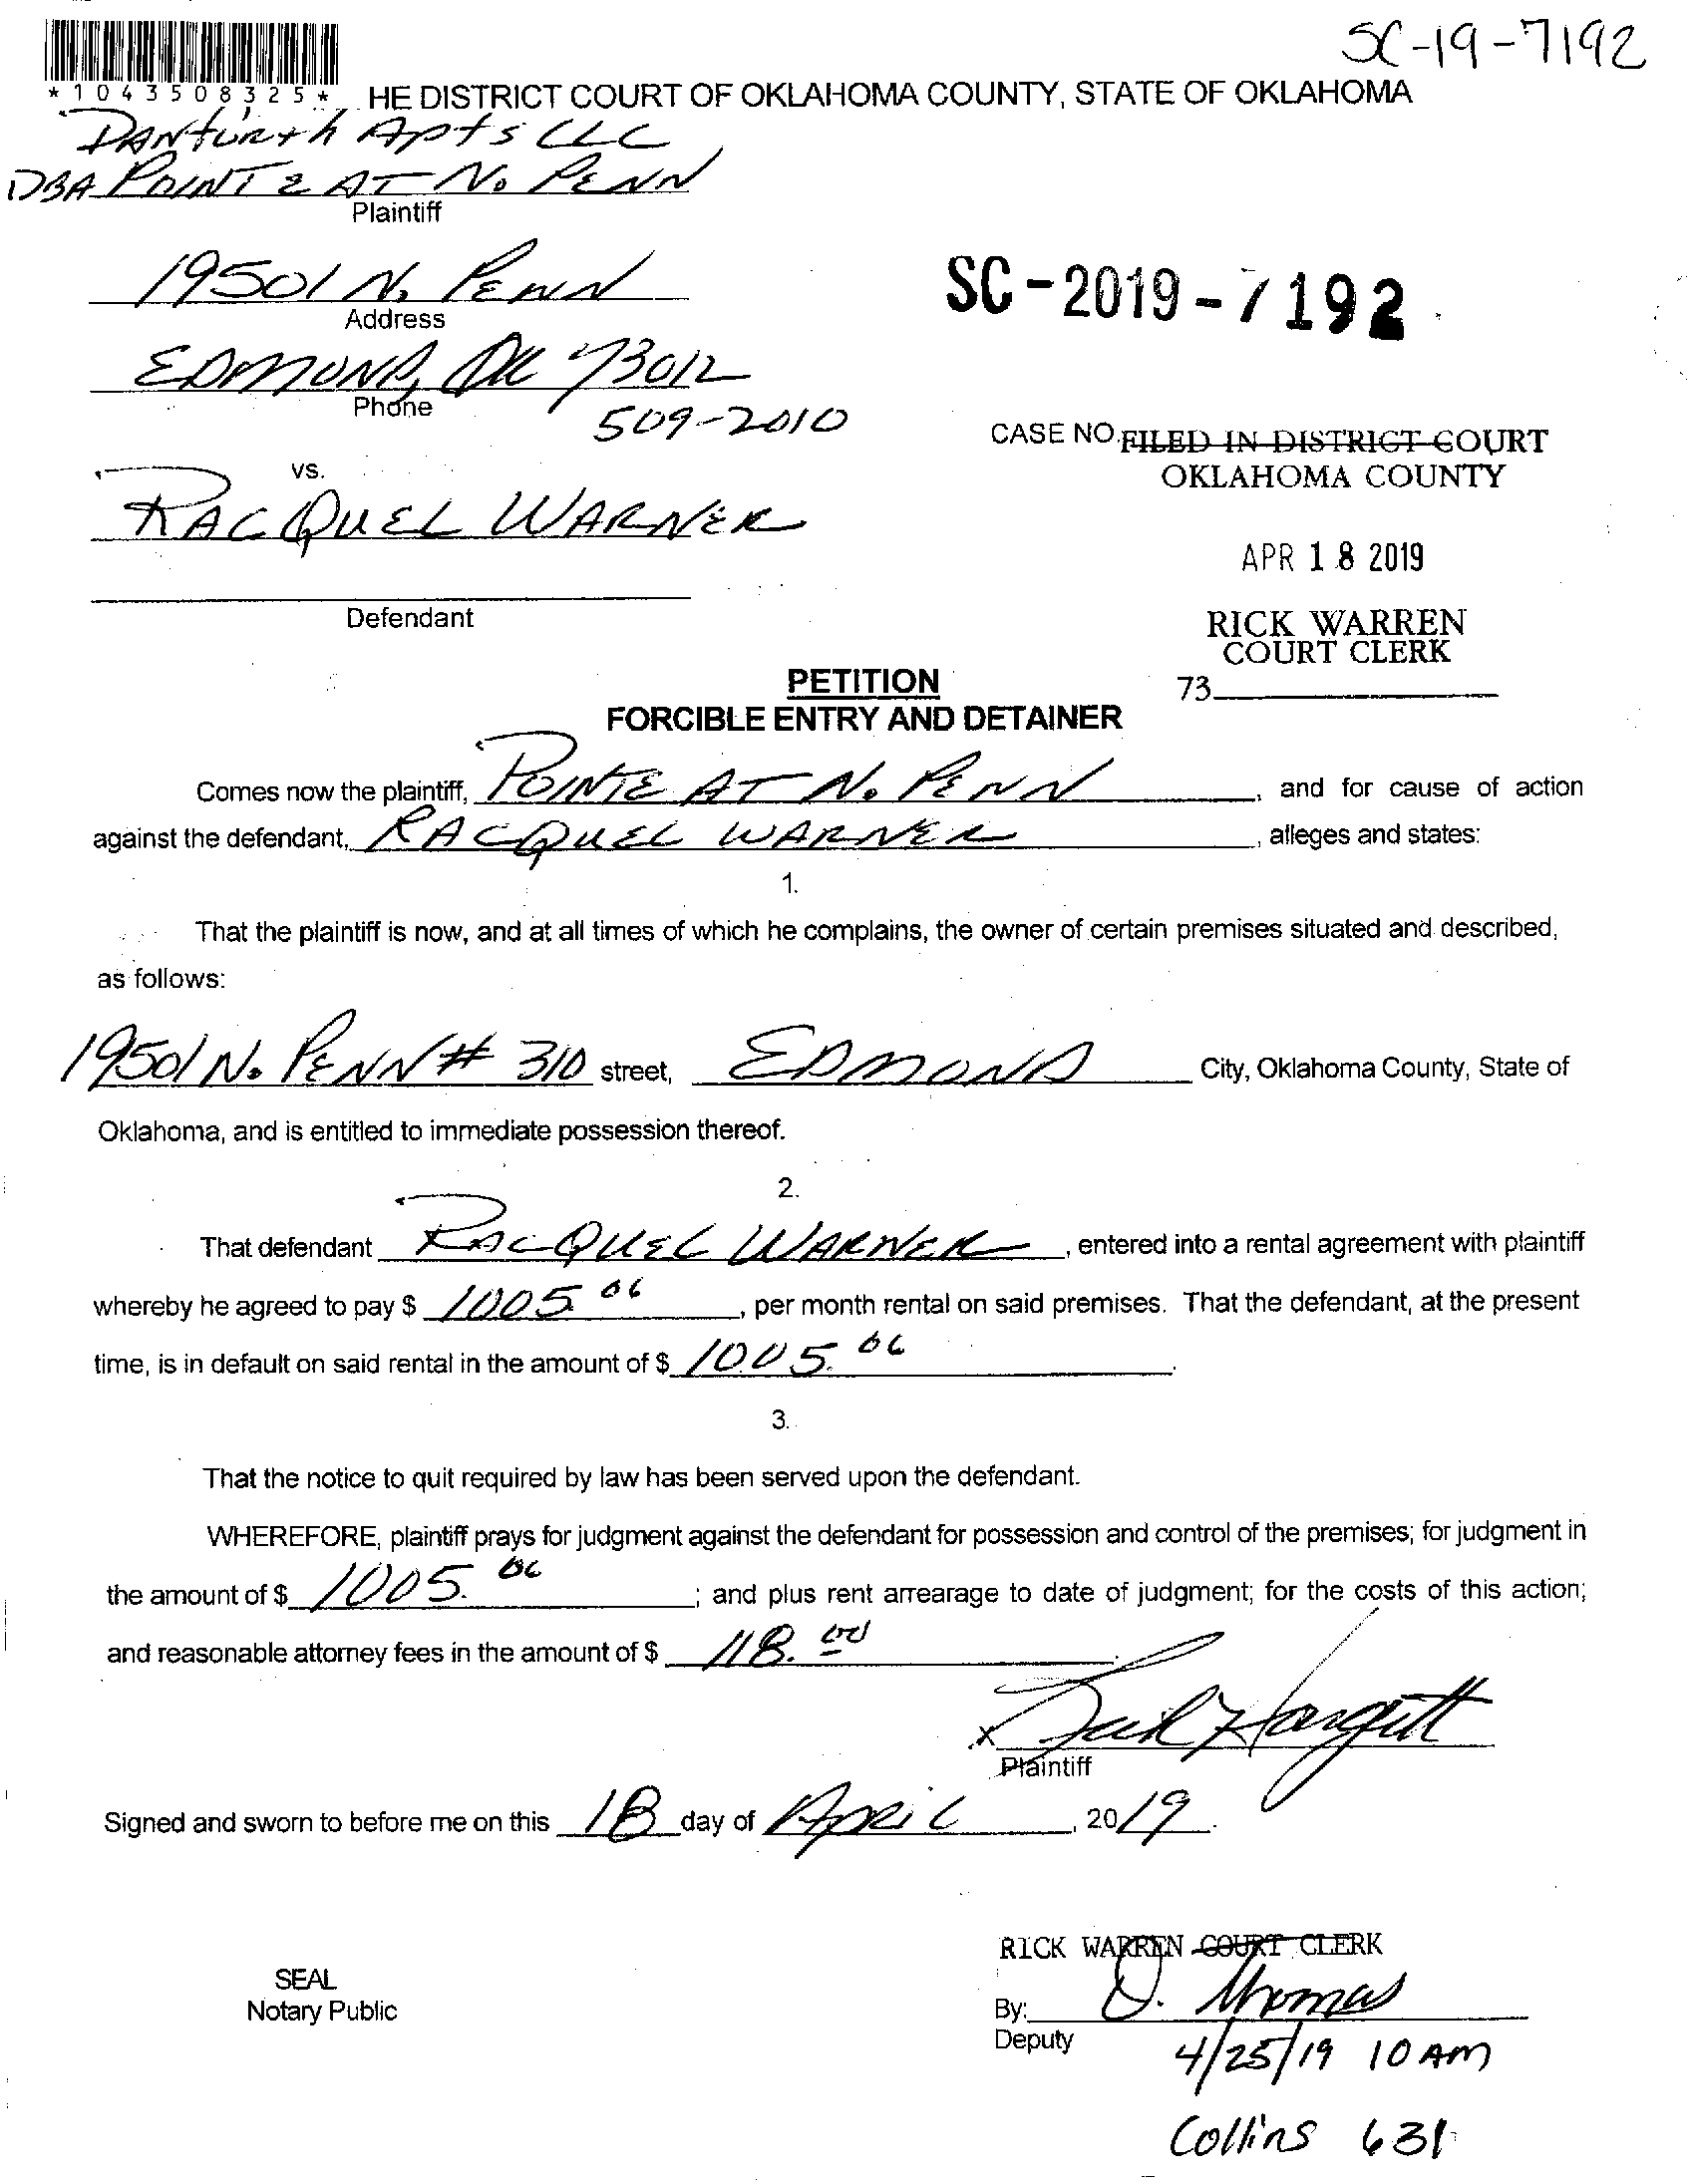 SC-19-7192
*1043508325*
HE DISTRICT COURT OF OKLAHOMA COUNTY, STATE OF OKLAHOMA
DANFORTH APTS LLC
DBA POINTE AT N. PENN
Plaintiff
19501 N. PENN
Address
SC-2019-7192
EDMOND, OK 73012
Phone
509-2010
CASE NO.
FILED IN DISTRICT COURT
OKLAHOMA COUNTY
vs.
RACQUEL WARNER
APR 18 2019
Defendant
RICK WARREN
COURT CLERK
73
PETITION
FORCIBLE ENTRY AND DETAINER
Comes now the plaintiff, POINTE AT N. PENN, and for cause of action
against the defendant, RACQUEL WARNER, alleges and states:
1.
That the plaintiff is now, and at all times of which he complains, the owner of certain premises situated and described,
as follows:
19501 N. PENN # 310 street, EDMOND City, Oklahoma County, State of
Oklahoma, and is entitled to immediate possession thereof.
2.
That defendant RACQUEL WARNER, entered into a rental agreement with plaintiff
whereby he agreed to pay $ 1005.06, per month rental on said premises. That the defendant, at the present
time, is in default on said rental in the amount of $ 1005.06.
3.
That the notice to quit required by law has been served upon the defendant.
WHEREFORE, plaintiff prays for judgment against the defendant for possession and control of the premises; for judgment in
the amount of $ 1005.06; and plus rent arrearage to date of judgment; for the costs of this action;
and reasonable attorney fees in the amount of $ 118.00.
x Hargett
Plaintiff
Signed and sworn to before me on this 18 day of APRIL, 2019.
RICK WARREN COURT CLERK
SEAL
Notary Public
By: D. Thomas
Deputy
4/25/19 10 AM
Collins 631